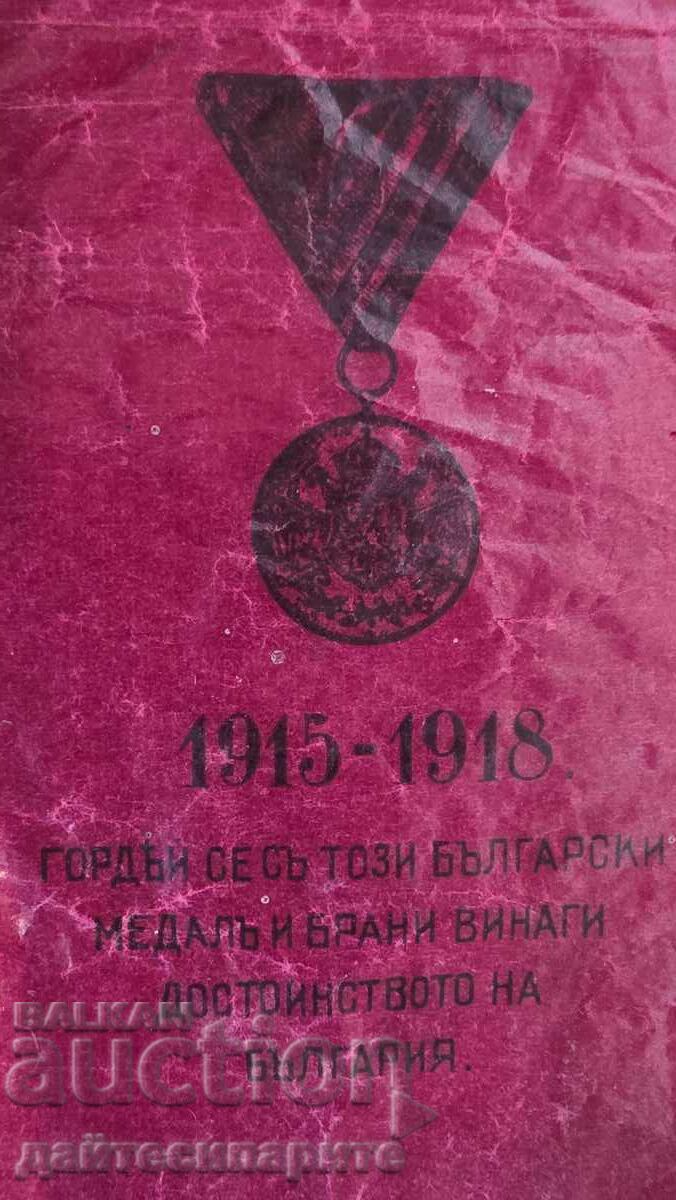 1915-1918.
ГОРДѢЙ СЕ СЪ ТОЗИ БЪЛГАРСКИ
МЕДАЛЪ И БРАНИ ВИНАГИ
ДОСТОИНСТВОТО НА
БЪЛГАРИЯ.
BALKAN
auction
дайтесипарите